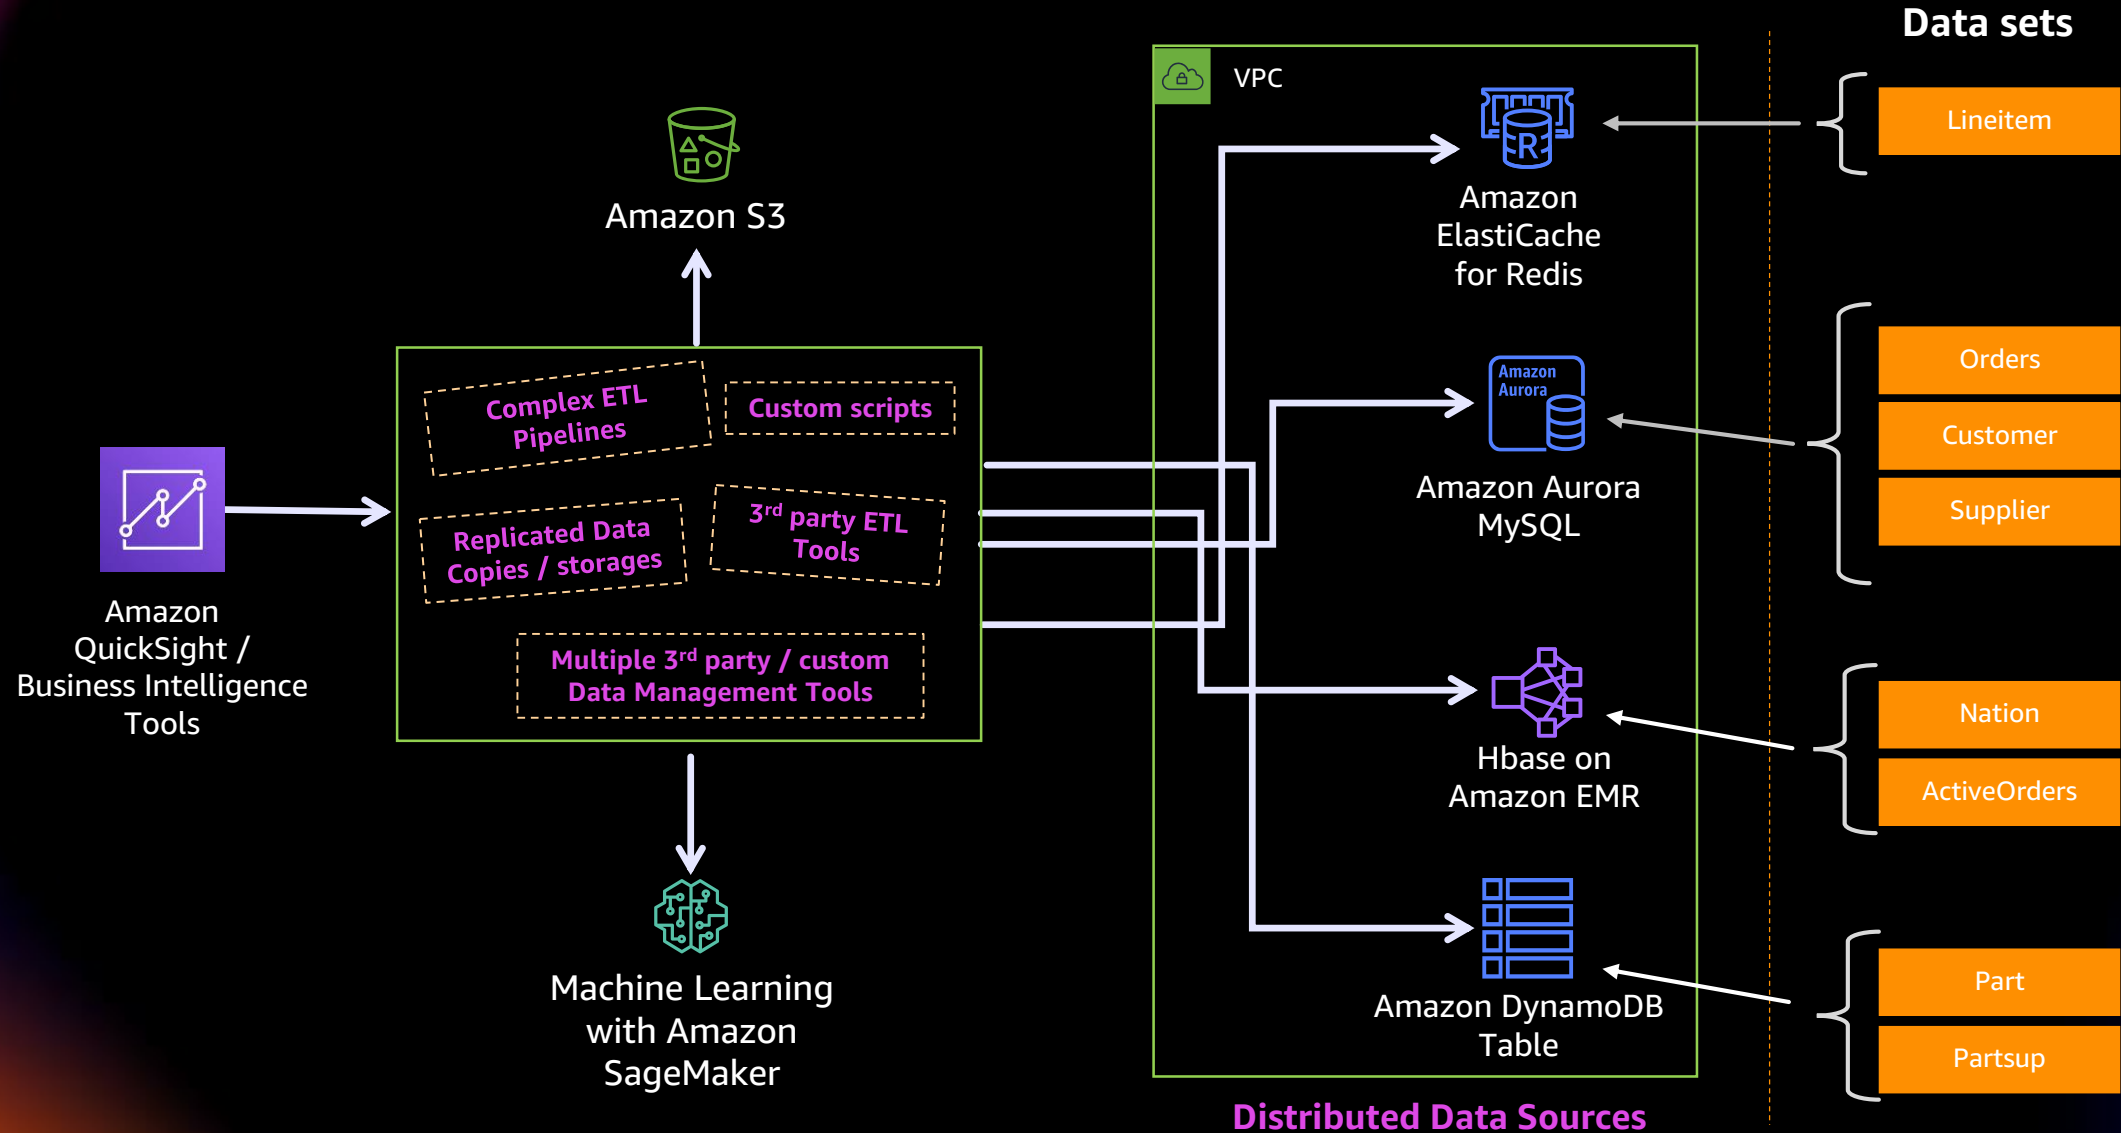 Data sets
VPC
Lineitem
Amazon S3
R
Amazon
ElastiCache
for Redis
Orders
Customer
Supplier
Complex ETL
Pipelines
Custom scripts
Amazon
Aurora
Amazon Aurora
MySQL
Replicated Data
Copies / storages
3rd party ETL
Tools
Multiple 3rd party / custom
Data Management Tools
Amazon
QuickSight /
Business Intelligence
Tools
Nation
ActiveOrders
Hbase on
Amazon EMR
Machine Learning
with Amazon
SageMaker
Amazon DynamoDB
Table
Part
Partsup
Distributed Data Sources